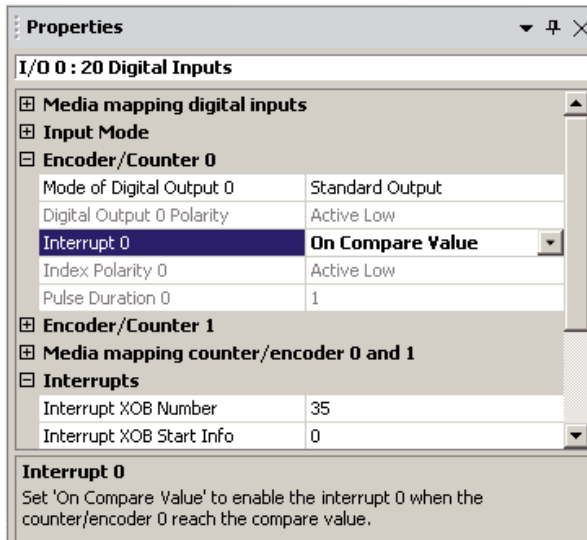 Properties
I/O 0 : 20 Digital Inputs
Media mapping digital inputs
Input Mode
Encoder/Counter 0
Mode of Digital Output 0 Standard Output
Digital Output 0 Polarity Active Low
Interrupt 0 On Compare Value
Index Polarity 0 Active Low
Pulse Duration 0 1
Encoder/Counter 1
Media mapping counter/encoder 0 and 1
Interrupts
Interrupt XOB Number 35
Interrupt XOB Start Info 0
Interrupt 0
Set 'On Compare Value' to enable the interrupt 0 when the
counter/encoder 0 reach the compare value.